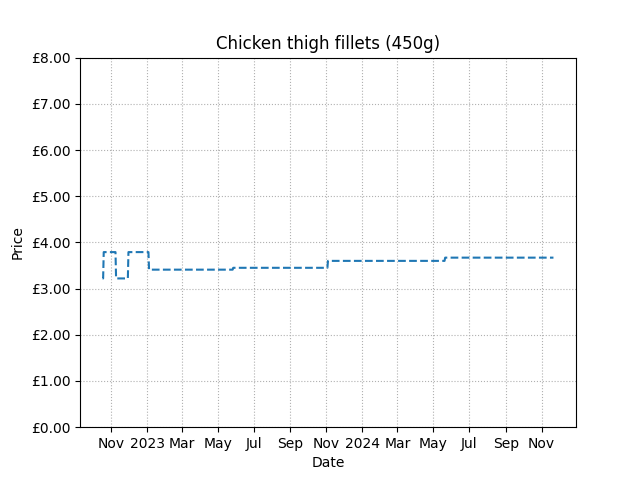 Chicken thigh fillets (450g)
£8.00
£7.00
£6.00
£5.00
£4.00
£3.00
£2.00
£1.00
£0.00
Price
Nov 2023 Mar May Jul Sep Nov 2024 Mar May Jul Sep Nov
Date